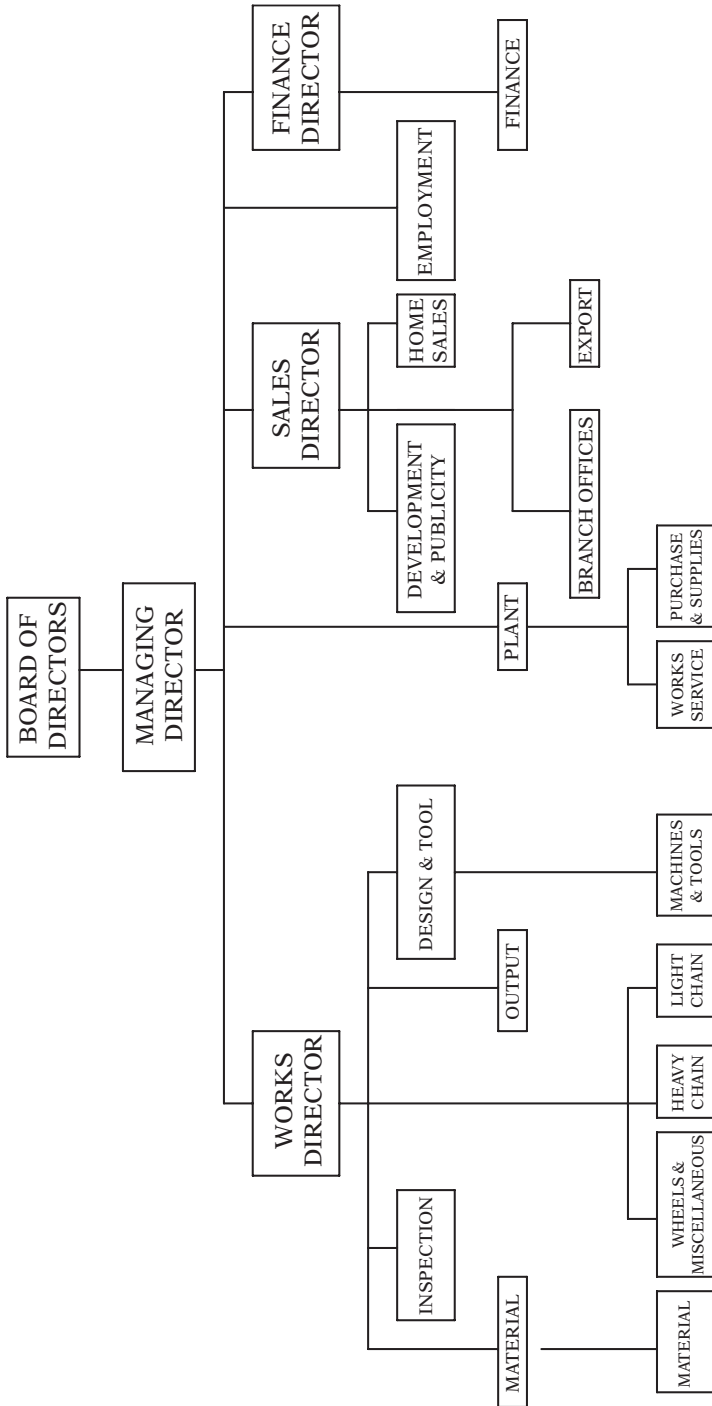 BOARD OF
DIRECTORS
MANAGING
DIRECTOR
WORKS
DIRECTOR
SALES
DIRECTOR
FINANCE
DIRECTOR
INSPECTION
DESIGN & TOOL
DEVELOPMENT
& PUBLICITY
HOME
SALES
EMPLOYMENT
MATERIAL
OUTPUT
PLANT
FINANCE
BRANCH OFFICES
EXPORT
MATERIAL
WHEELS &
MISCELLANEOUS
HEAVY
CHAIN
LIGHT
CHAIN
MACHINES
& TOOLS
WORKS
SERVICE
PURCHASE
& SUPPLIES